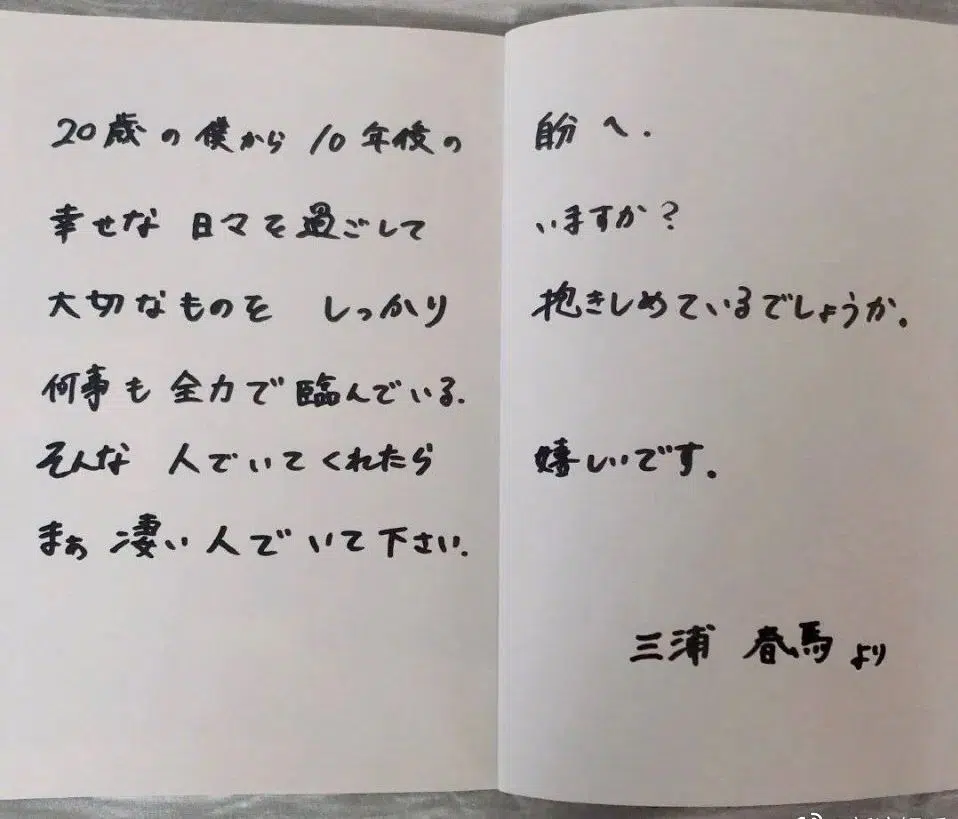 20歳の僕から 10年後の 自分へ.
幸せな 日々を過ごして いますか?
大切なものを しっかり 抱きしめているでしょうか。
何事も 全力で 臨んでいる.
そんな 人でいてくれたら 嬉しいです。
まぁ 凄い人でいて下さい.
三浦 春馬より